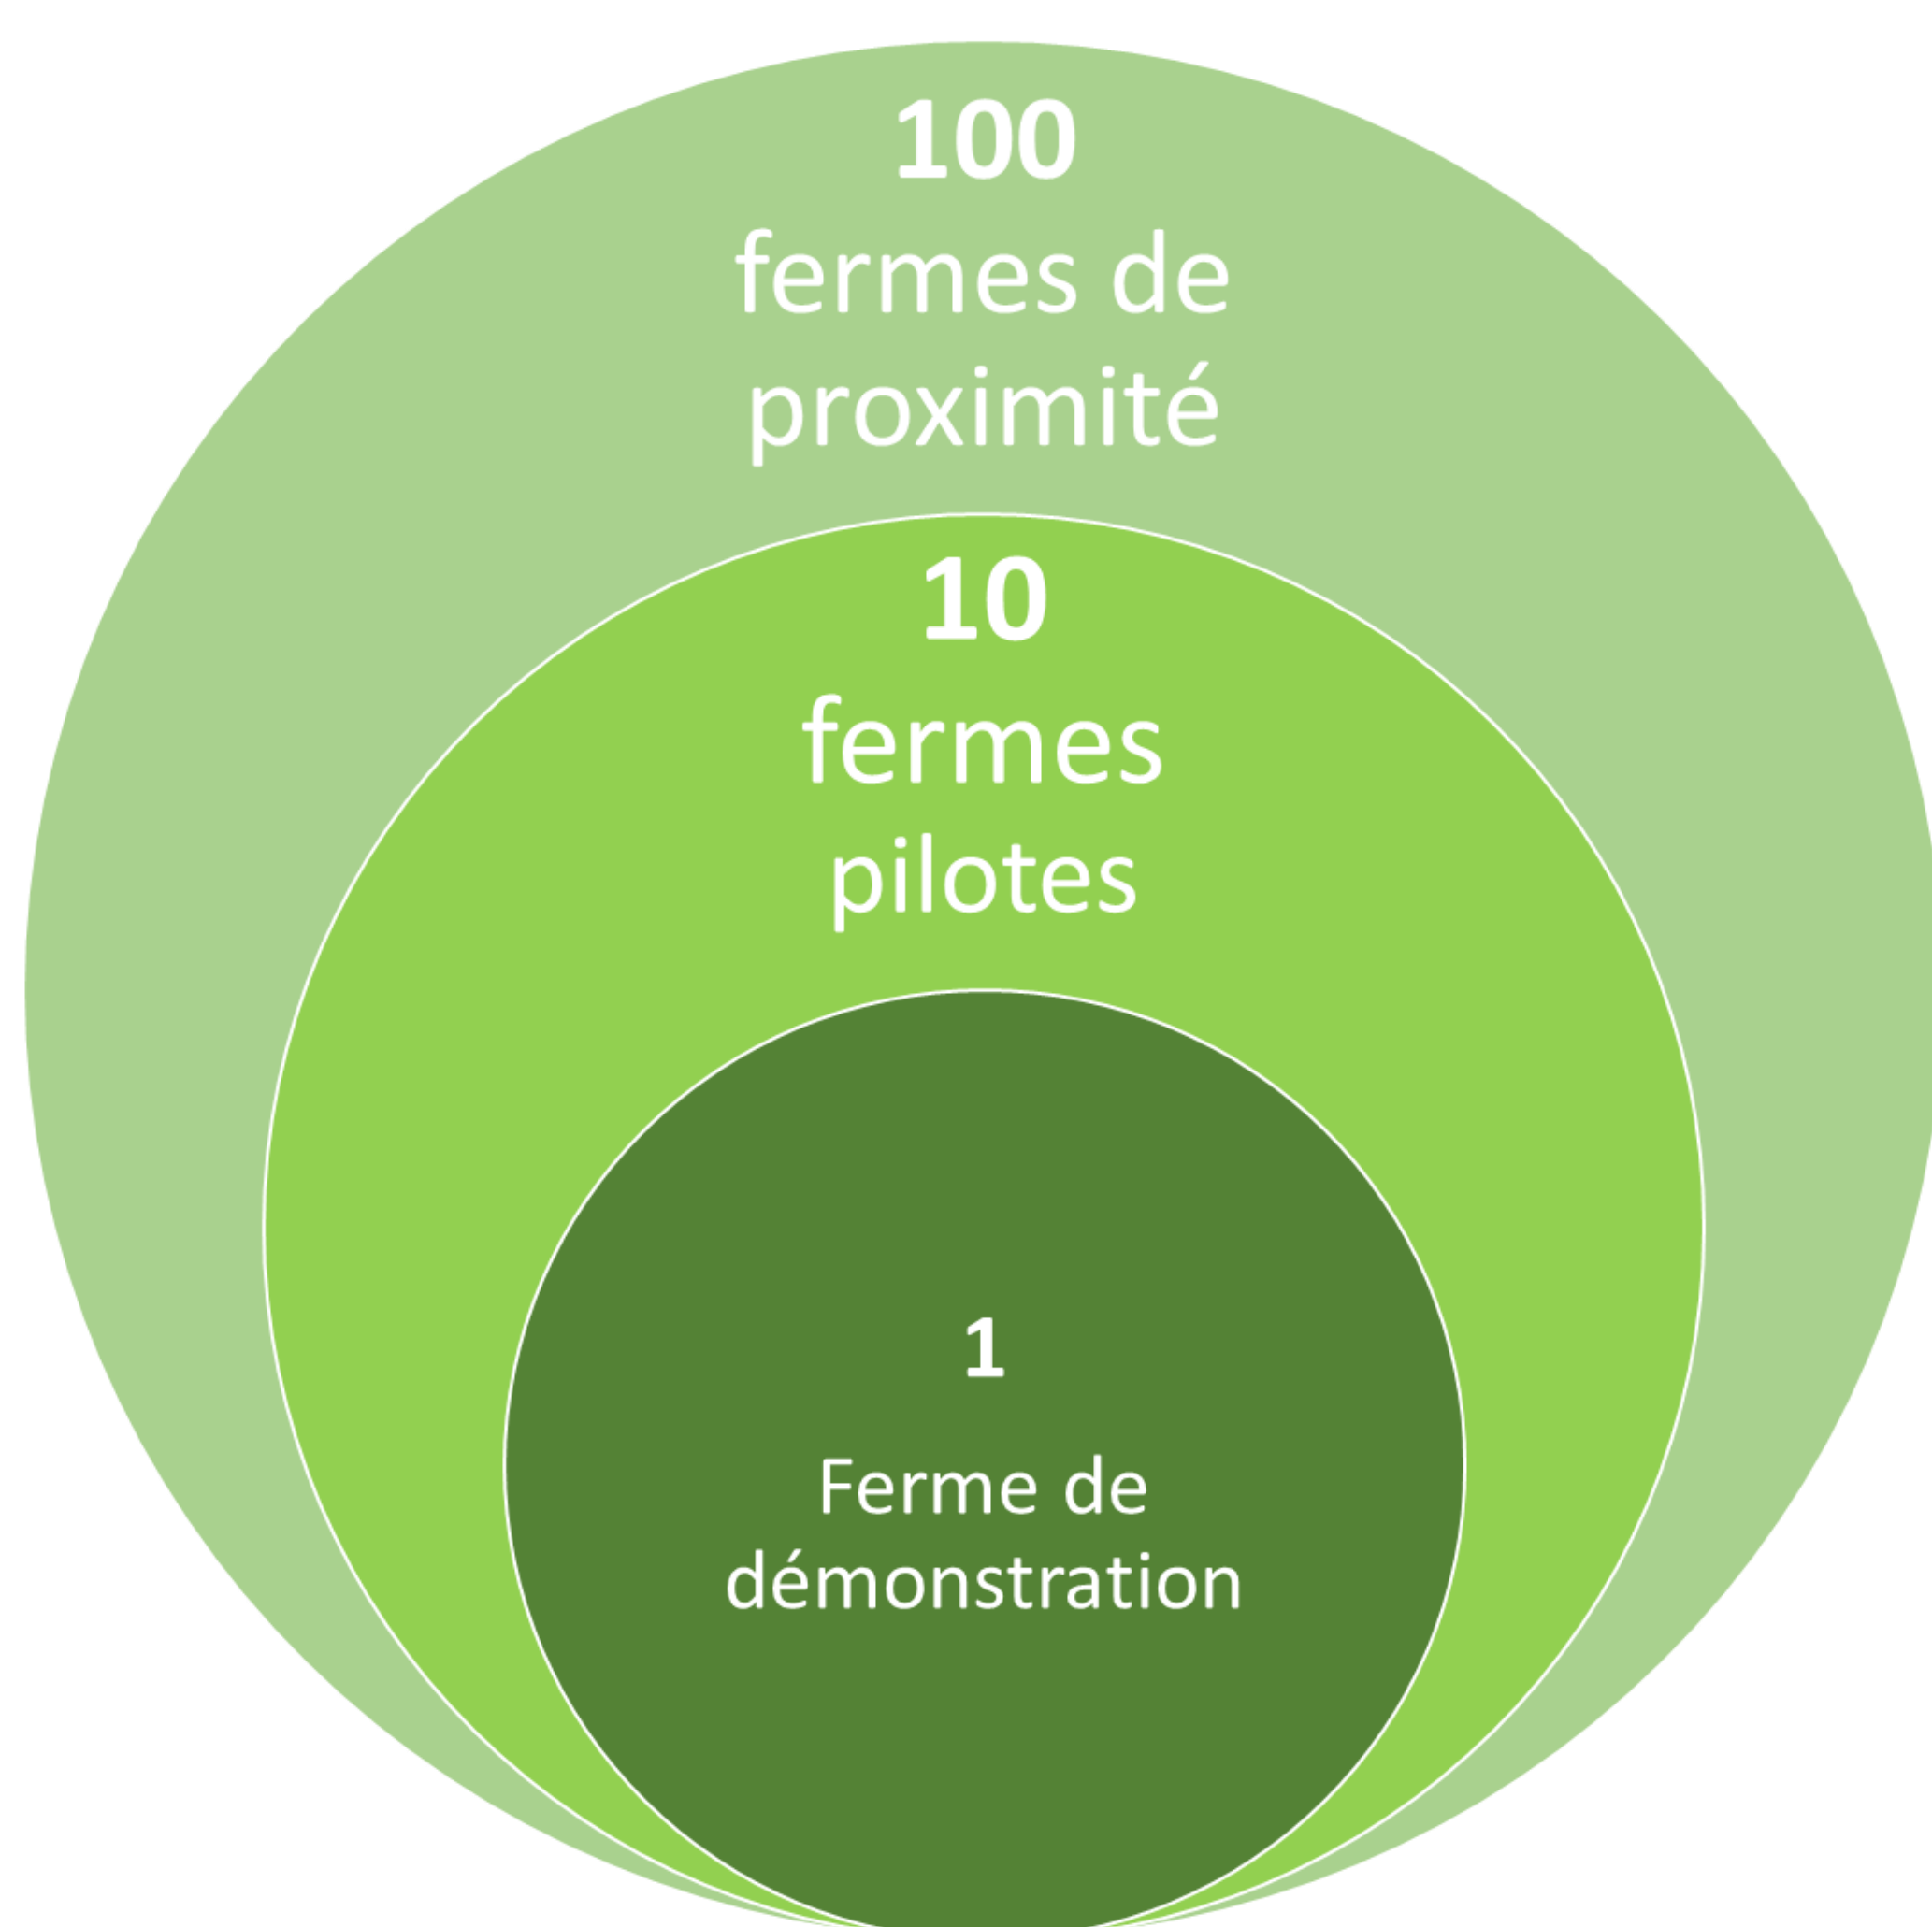 100
fermes de
proximité
10
fermes
pilotes
1
Ferme de
démonstration